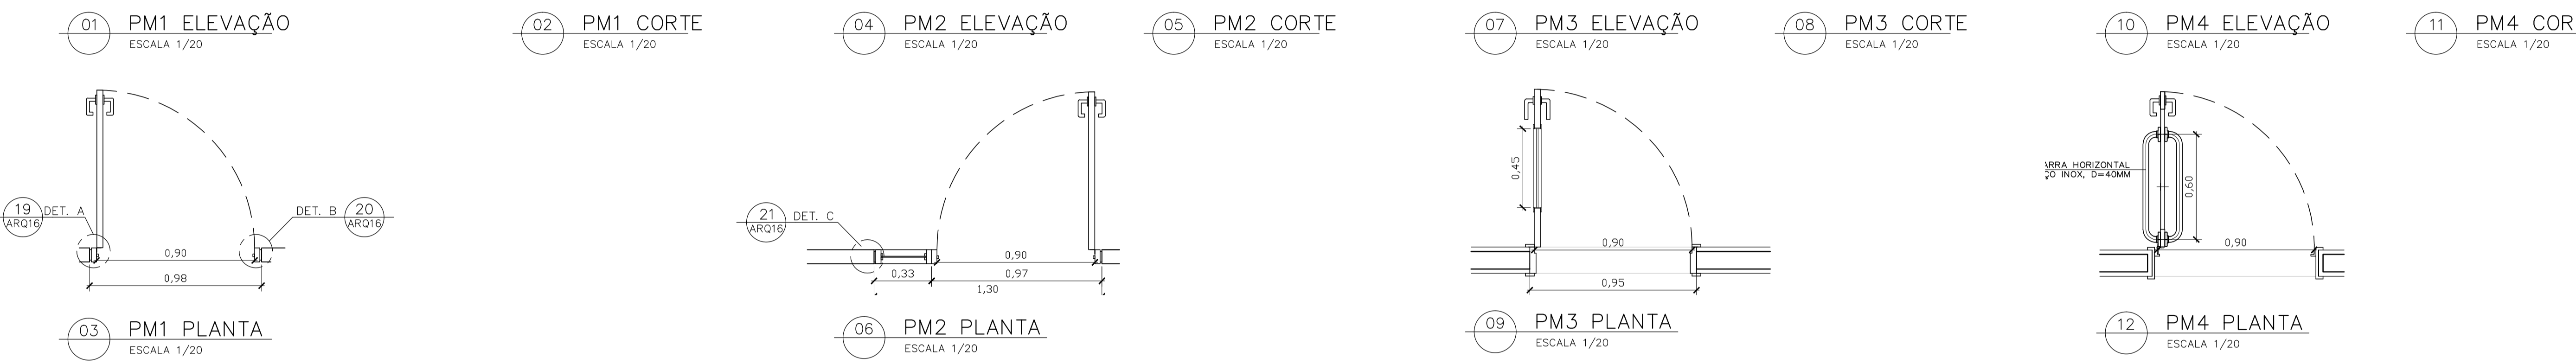 01 PM1 ELEVAÇÃO
ESCALA 1/20
02 PM1 CORTE
ESCALA 1/20
04 PM2 ELEVAÇÃO
ESCALA 1/20
05 PM2 CORTE
ESCALA 1/20
07 PM3 ELEVAÇÃO
ESCALA 1/20
08 PM3 CORTE
ESCALA 1/20
10 PM4 ELEVAÇÃO
ESCALA 1/20
11 PM4 COR
ESCALA 1/20
19 DET. A
ARQ16
DET. B 20
ARQ16
0,90
0,98
21 DET. C
ARQ16
0,90
0,33 0,97
1,30
0,45
0,90
0,95
ARRA HORIZONTAL
ÇO INOX, D=40MM
0,60
0,90
03 PM1 PLANTA
ESCALA 1/20
06 PM2 PLANTA
ESCALA 1/20
09 PM3 PLANTA
ESCALA 1/20
12 PM4 PLANTA
ESCALA 1/20